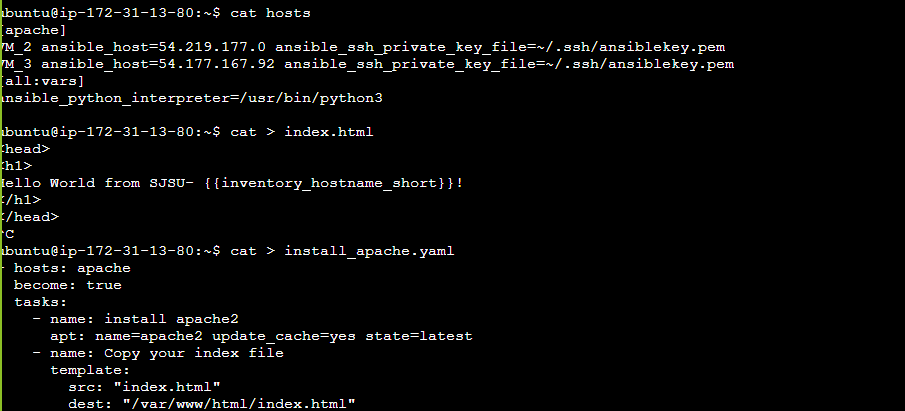 ubuntu@ip-172-31-13-80:~$ cat hosts
[apache]
VM_2 ansible_host=54.219.177.0 ansible_ssh_private_key_file=~/.ssh/ansiblekey.pem
VM_3 ansible_host=54.177.167.92 ansible_ssh_private_key_file=~/.ssh/ansiblekey.pem
[all:vars]
ansible_python_interpreter=/usr/bin/python3
ubuntu@ip-172-31-13-80:~$ cat > index.html
<head>
<h1>
Hello World from SJSU- {{inventory_hostname_short}}!
</h1>
</head>
^C
ubuntu@ip-172-31-13-80:~$ cat > install_apache.yaml
- hosts: apache
  become: true
  tasks:
    - name: install apache2
      apt: name=apache2 update_cache=yes state=latest
    - name: Copy your index file
      template:
        src: "index.html"
        dest: "/var/www/html/index.html"